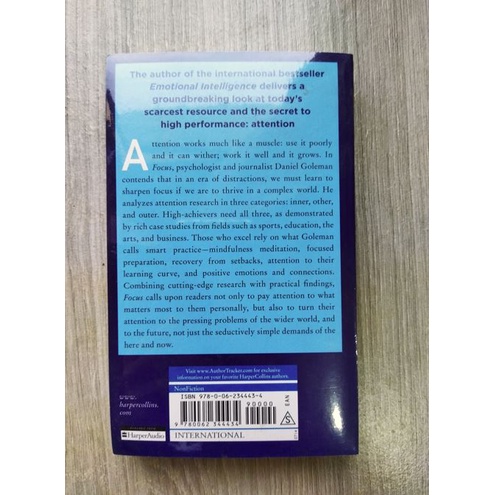 The author of the international bestseller
Emotional Intelligence delivers a
groundbreaking look at today's
scarcest resource and the secret to
high performance: attention
Attention works much like a muscle: use it poorly
and it can wither; work it well and it grows. In
Focus, psychologist and journalist Daniel Goleman
contends that in an era of distractions, we must learn to
sharpen focus if we are to thrive in a complex world. He
analyzes attention research in three categories: inner, other,
and outer. High-achievers need all three, as demonstrated
by rich case studies from fields such as sports, education, the
arts, and business. Those who excel rely on what Goleman
calls smart practice—mindfulness meditation, focused
preparation, recovery from setbacks, attention to their
learning curve, and positive emotions and connections.
Combining cutting-edge research with practical findings,
Focus calls upon readers not only to pay attention to what
matters most to them personally, but also to turn their
attention to the pressing problems of the wider world, and
to the future, not just the seductively simple demands of the
here and now.
Visit www.AuthorTracker.com for exclusive
information on your favorite HarperCollins authors.
NonFiction
www.
harpercollins
.com
HarperAudio
ISBN 978-0-06-234443-4
90000
9 780062 344434
INTERNATIONAL
S
EAN